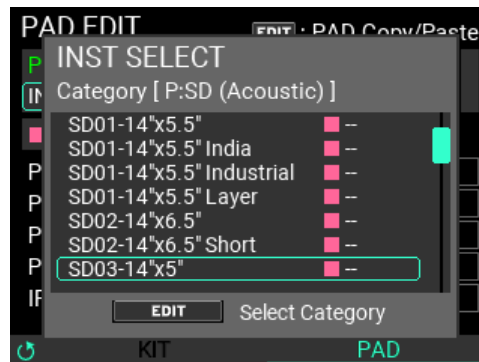 PAD EDIT
EDIT : PAD Copy/Paste
INST SELECT
Category [ P:SD (Acoustic) ]
SD01-14"x5.5" --
SD01-14"x5.5" India --
SD01-14"x5.5" Industrial --
SD01-14"x5.5" Layer --
SD02-14"x6.5" --
SD02-14"x6.5" Short --
SD03-14"x5" --
EDIT Select Category
KIT PAD